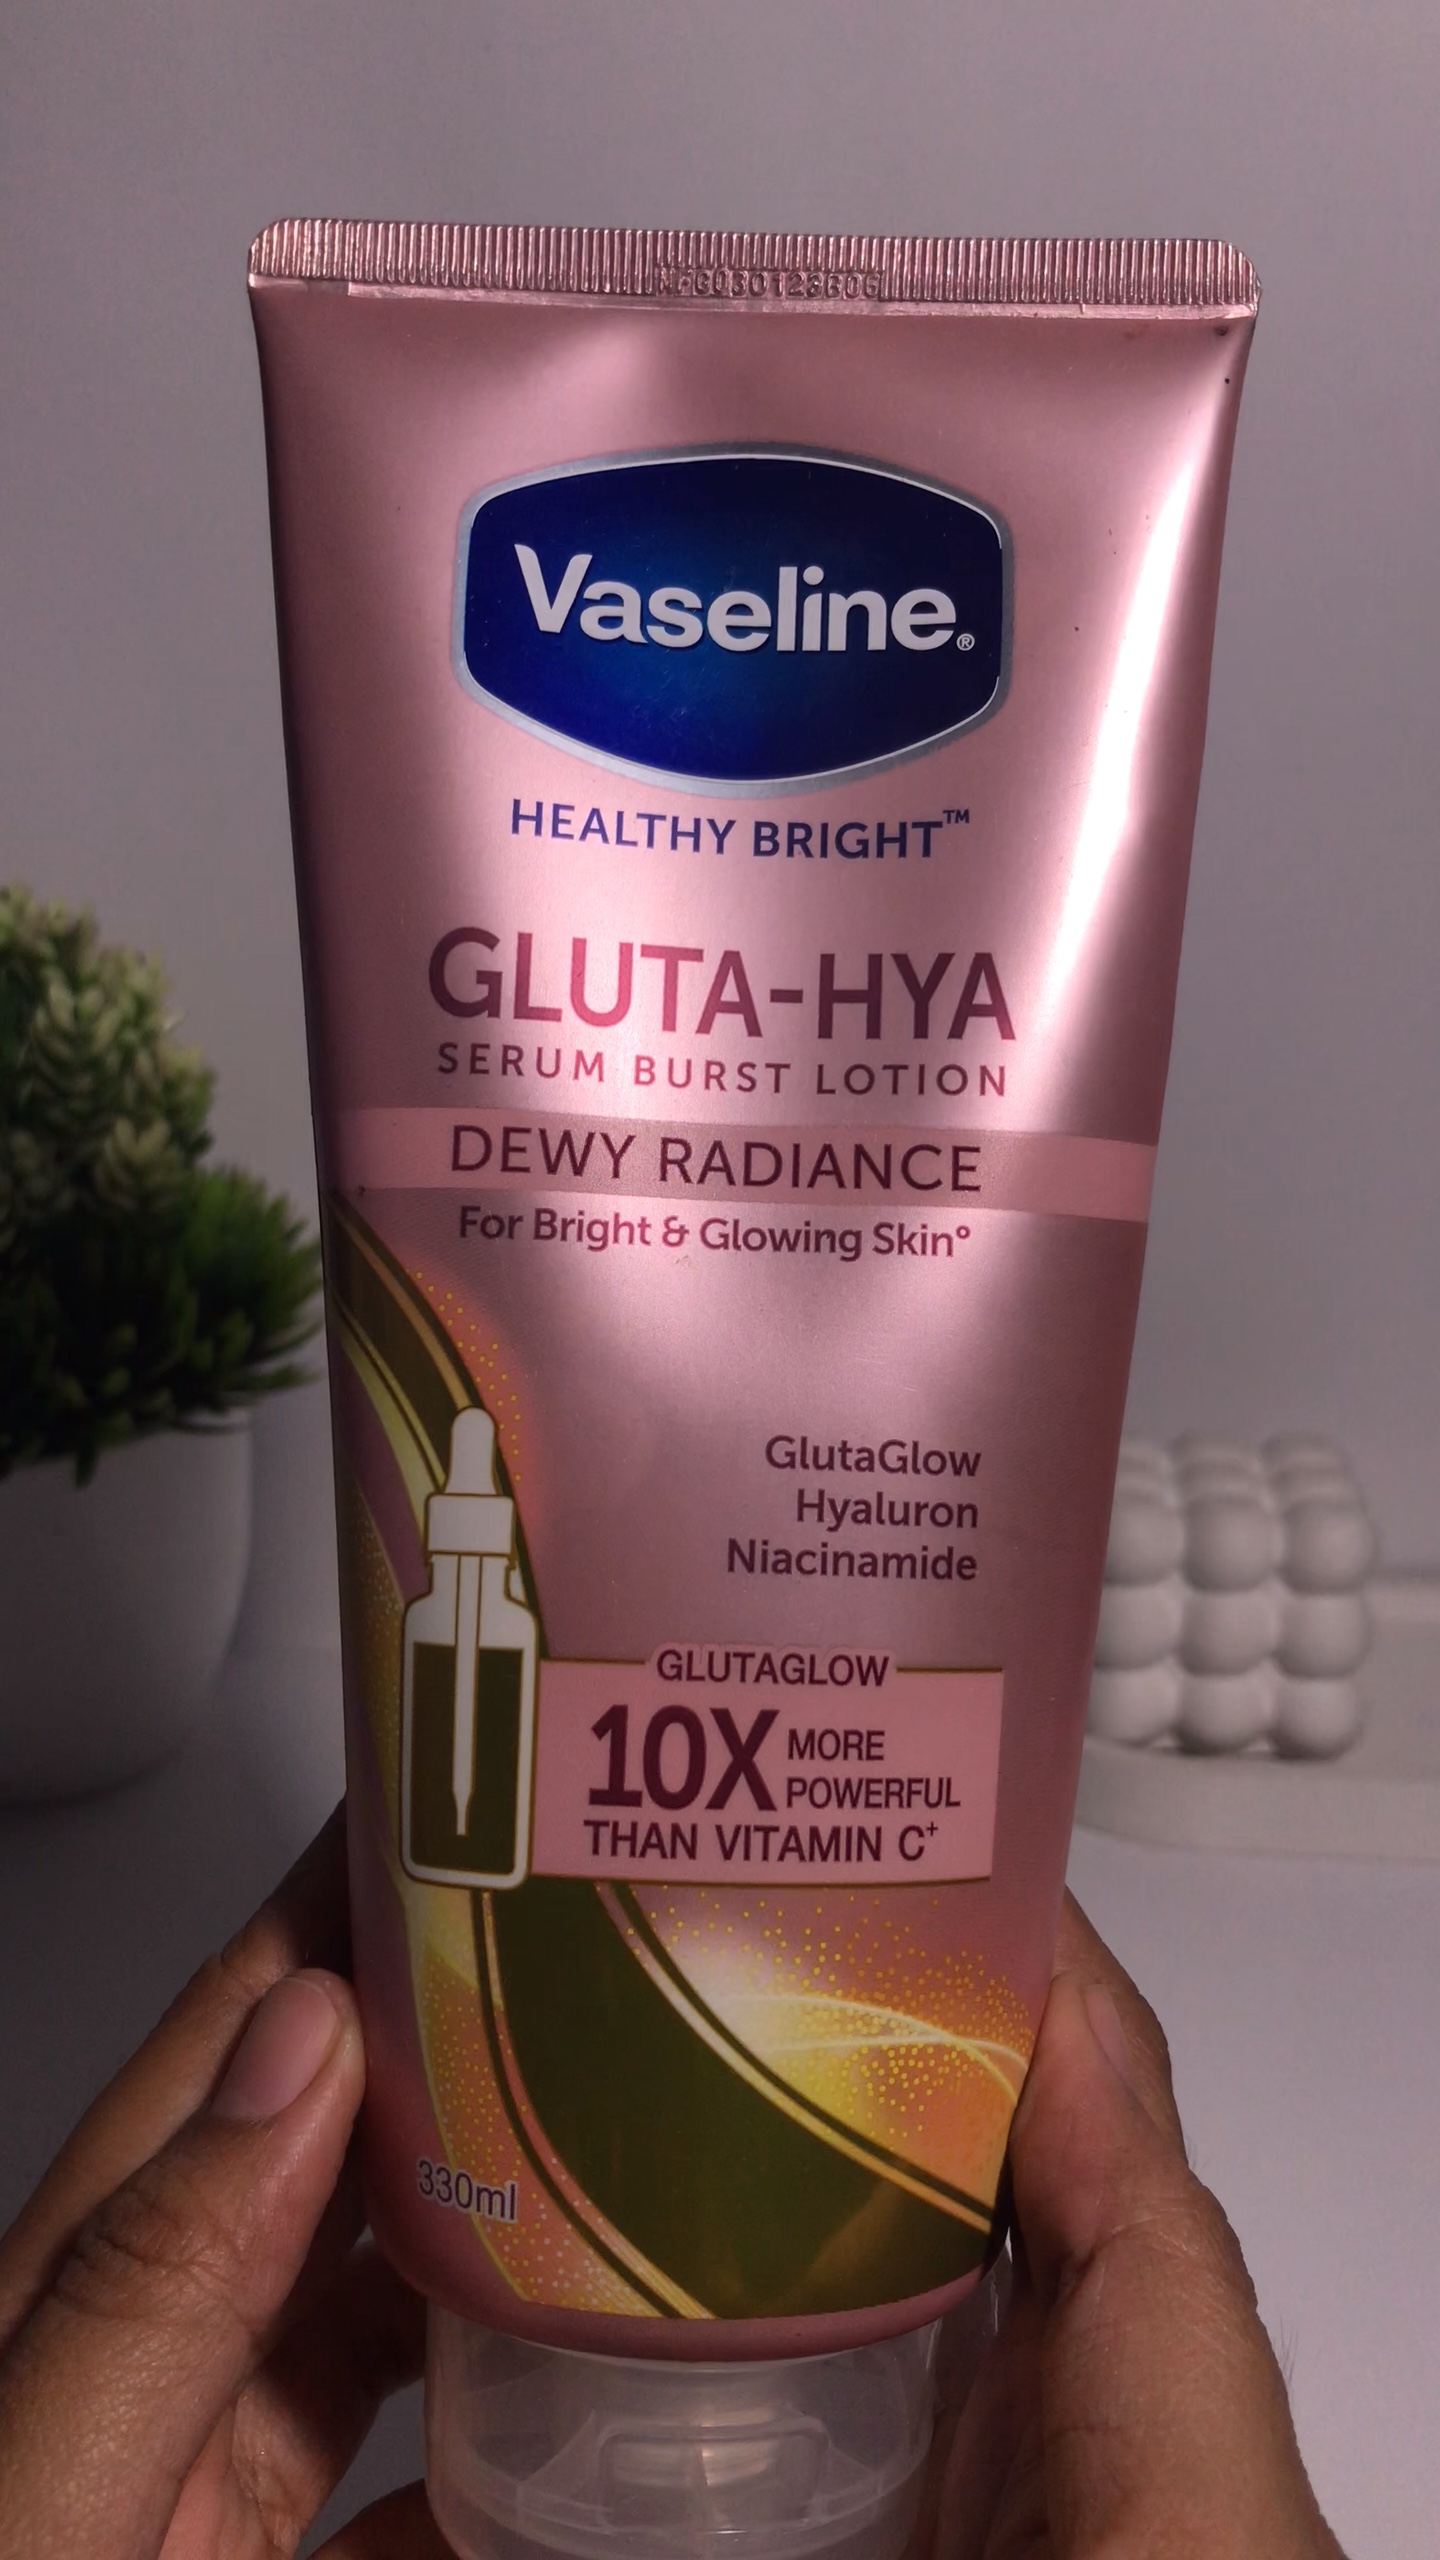 Vaseline®
HEALTHY BRIGHT™
GLUTA-HYA
SERUM BURST LOTION
DEWY RADIANCE
For Bright & Glowing Skin°
GlutaGlow
Hyaluron
Niacinamide
GLUTAGLOW
10X MORE
POWERFUL
THAN VITAMIN C⁺
330ml